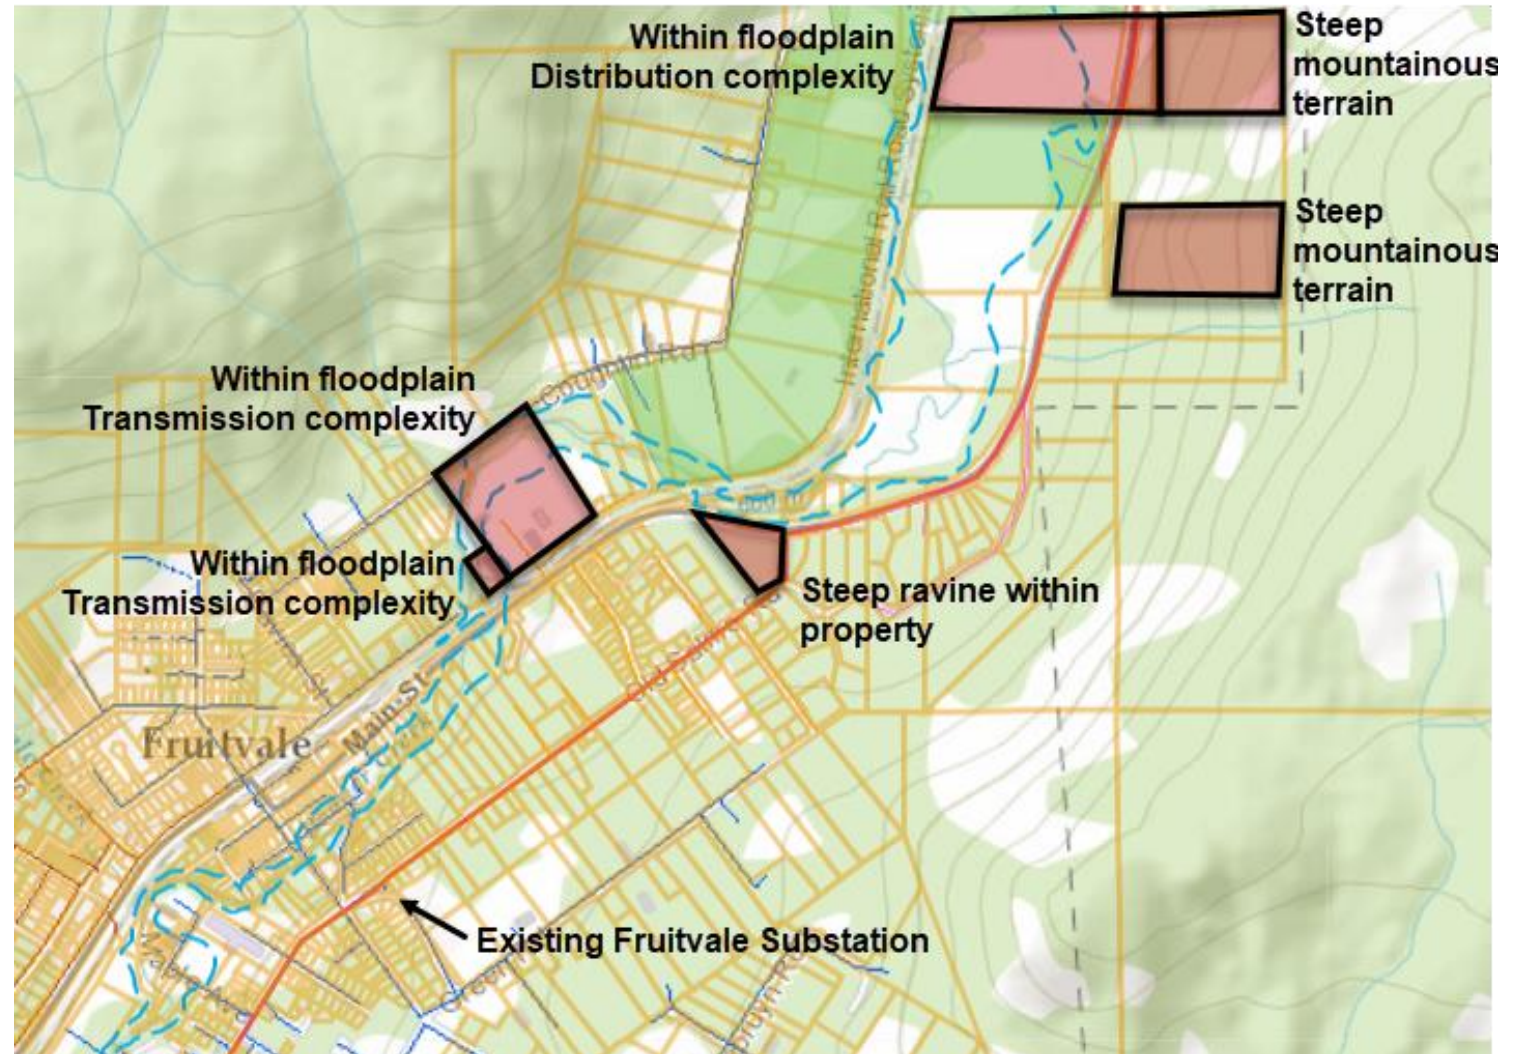 Within floodplain
Distribution complexity
Steep
mountainous
terrain
Steep
mountainous
terrain
Within floodplain
Transmission complexity
Within floodplain
Transmission complexity
Steep ravine within
property
Main St
Fruitvale
Existing Fruitvale Substation